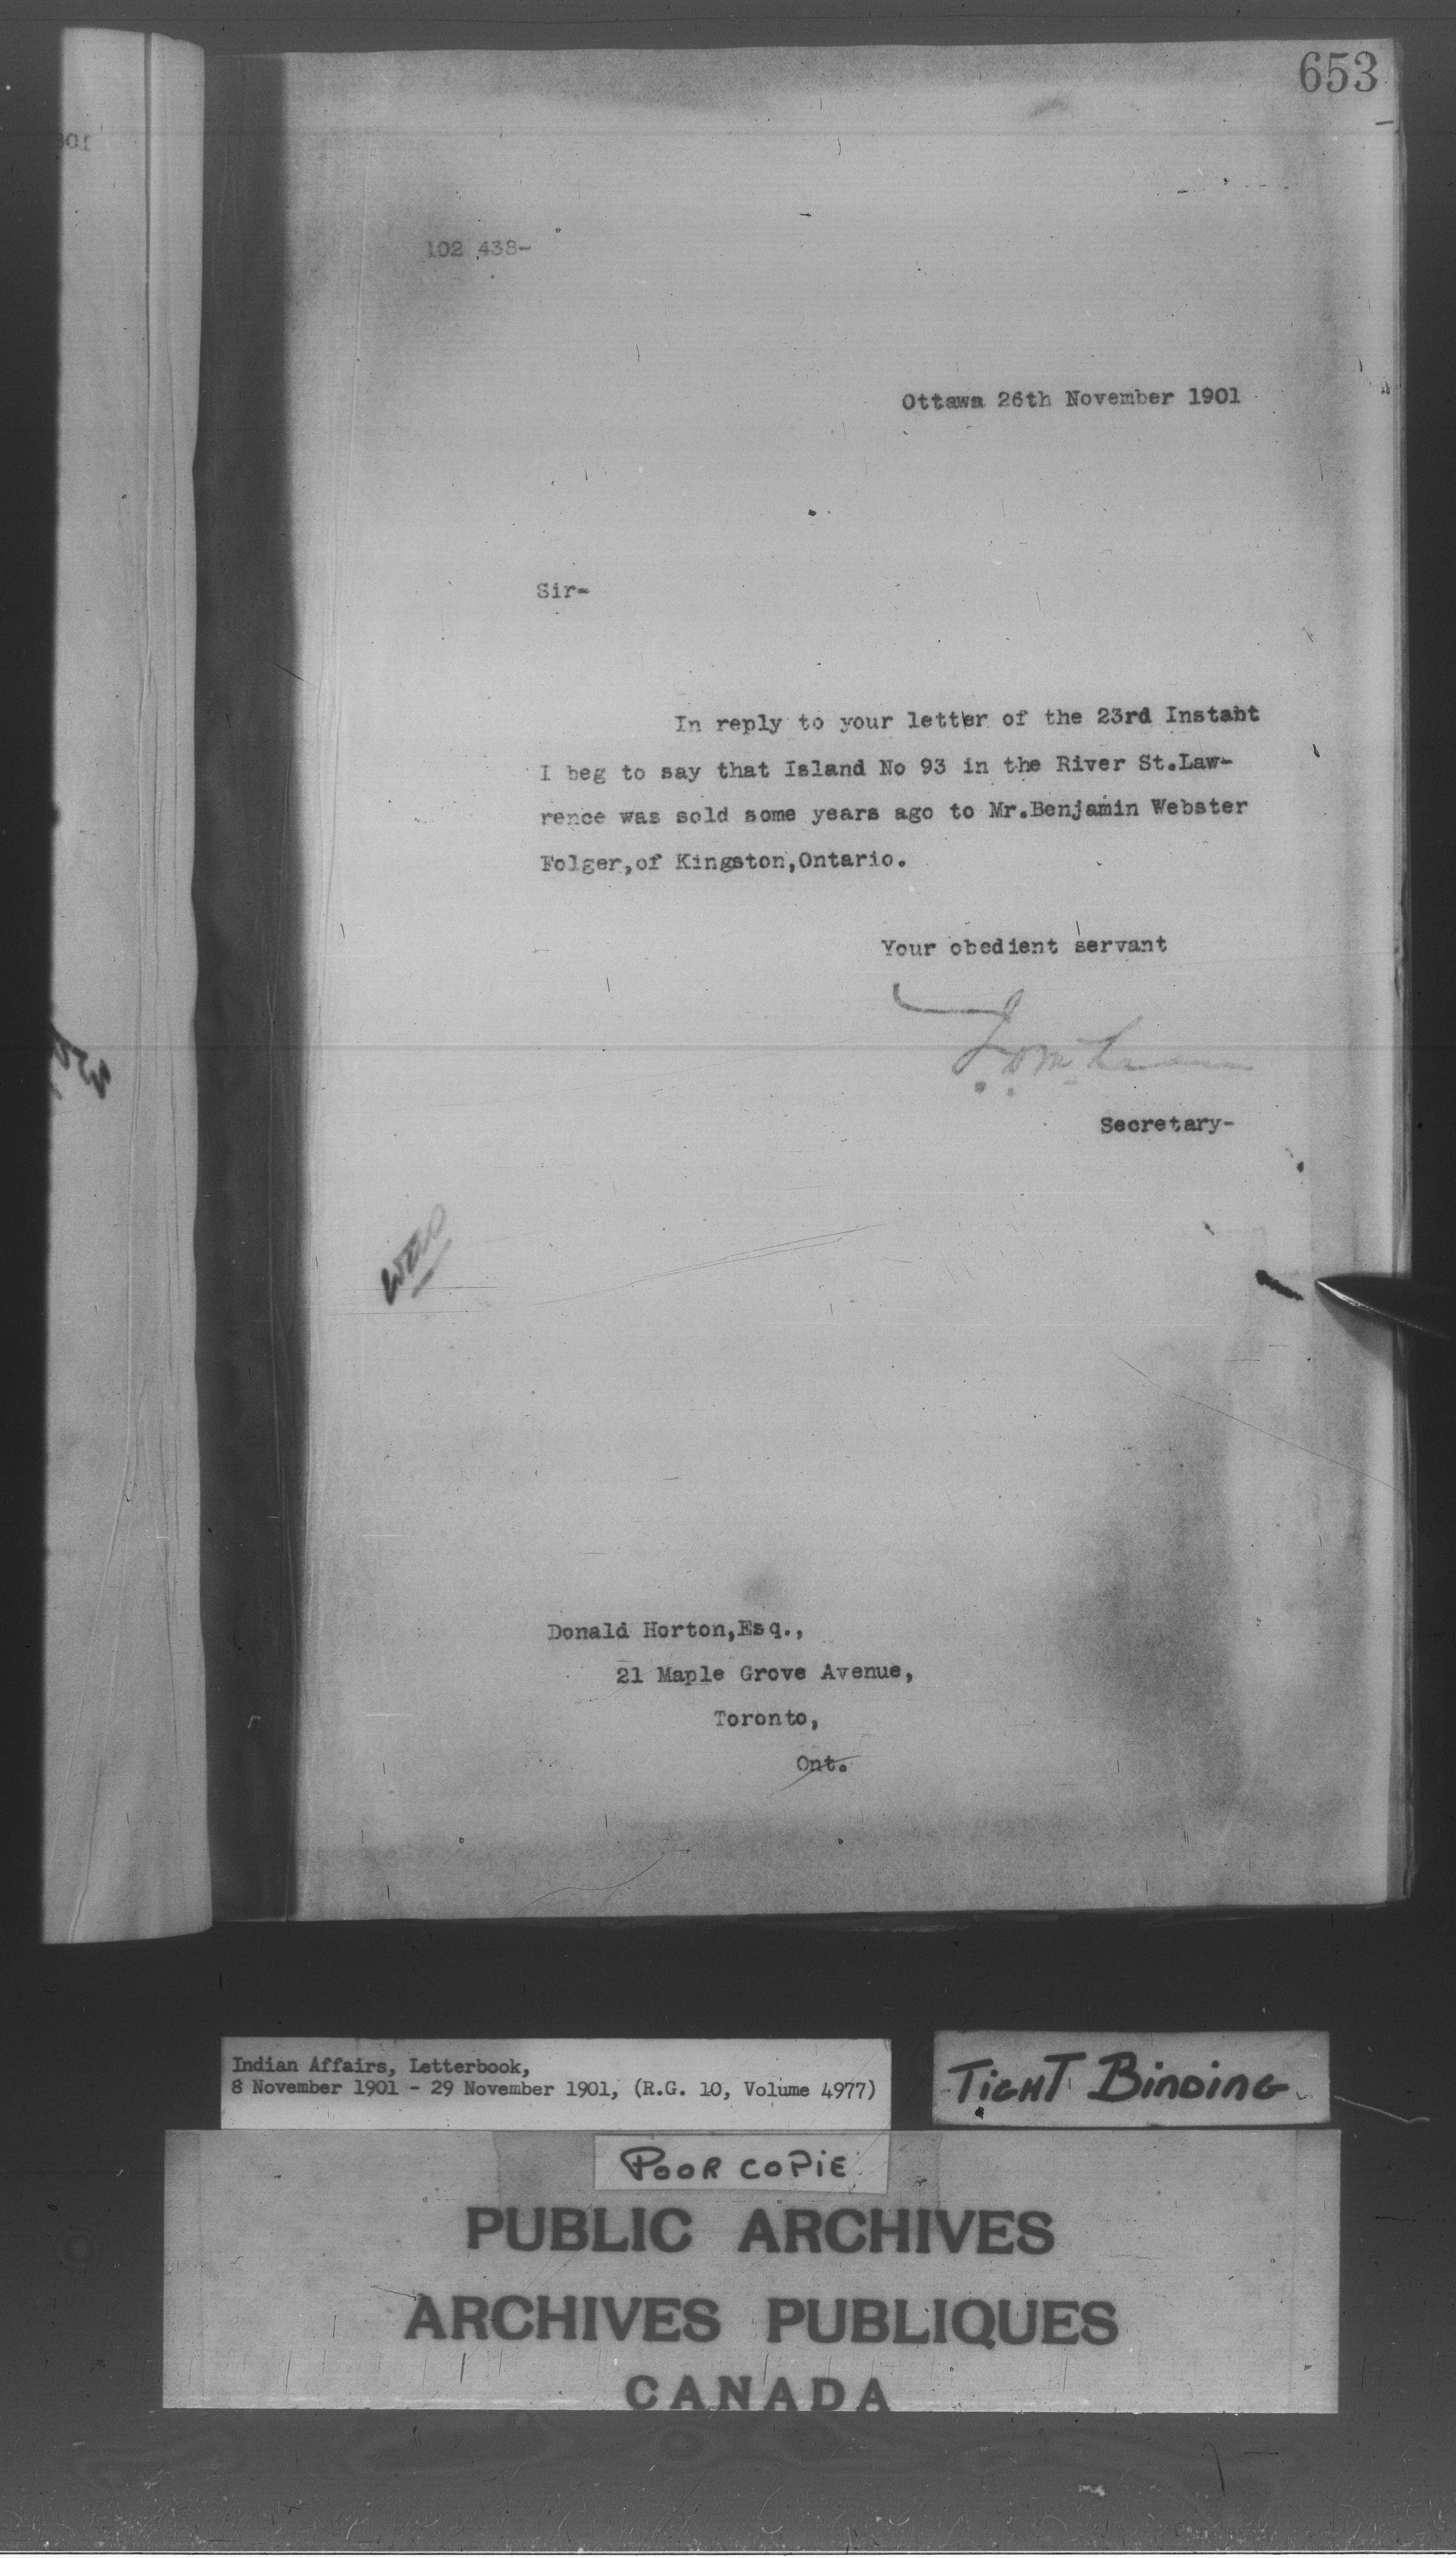 653
102 438-
Ottawa 26th November 1901
Sir-
In reply to your letter of the 23rd Instant
I beg to say that Island No 93 in the River St.Law-
rence was sold some years ago to Mr.Benjamin Webster
Folger,of Kingston,Ontario.
Your obedient servant
Secretary-
Donald Horton,Esq.,
21 Maple Grove Avenue,
Toronto,
Ont.
Indian Affairs, Letterbook,
8 November 1901 - 29 November 1901, (R.G. 10, Volume 4977)
TIGHT BINDING
POOR COPIE
PUBLIC ARCHIVES
ARCHIVES PUBLIQUES
CANADA